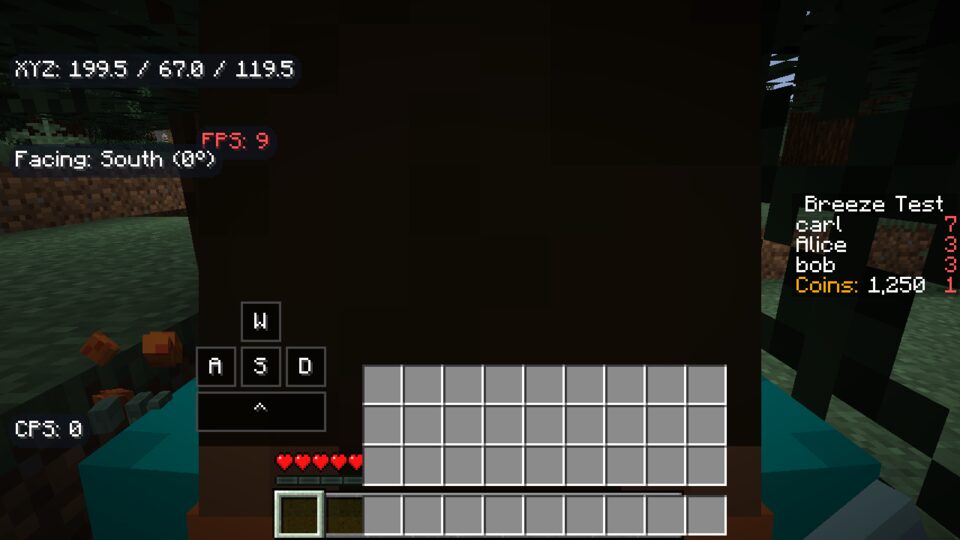 XYZ: 199.5 / 67.0 / 119.5
FPS: 9
Facing: South (0°)
Breeze Test
carl 7
Alice 3
bob 3
Coins: 1,250 1
W
A S D
^
CPS: 0